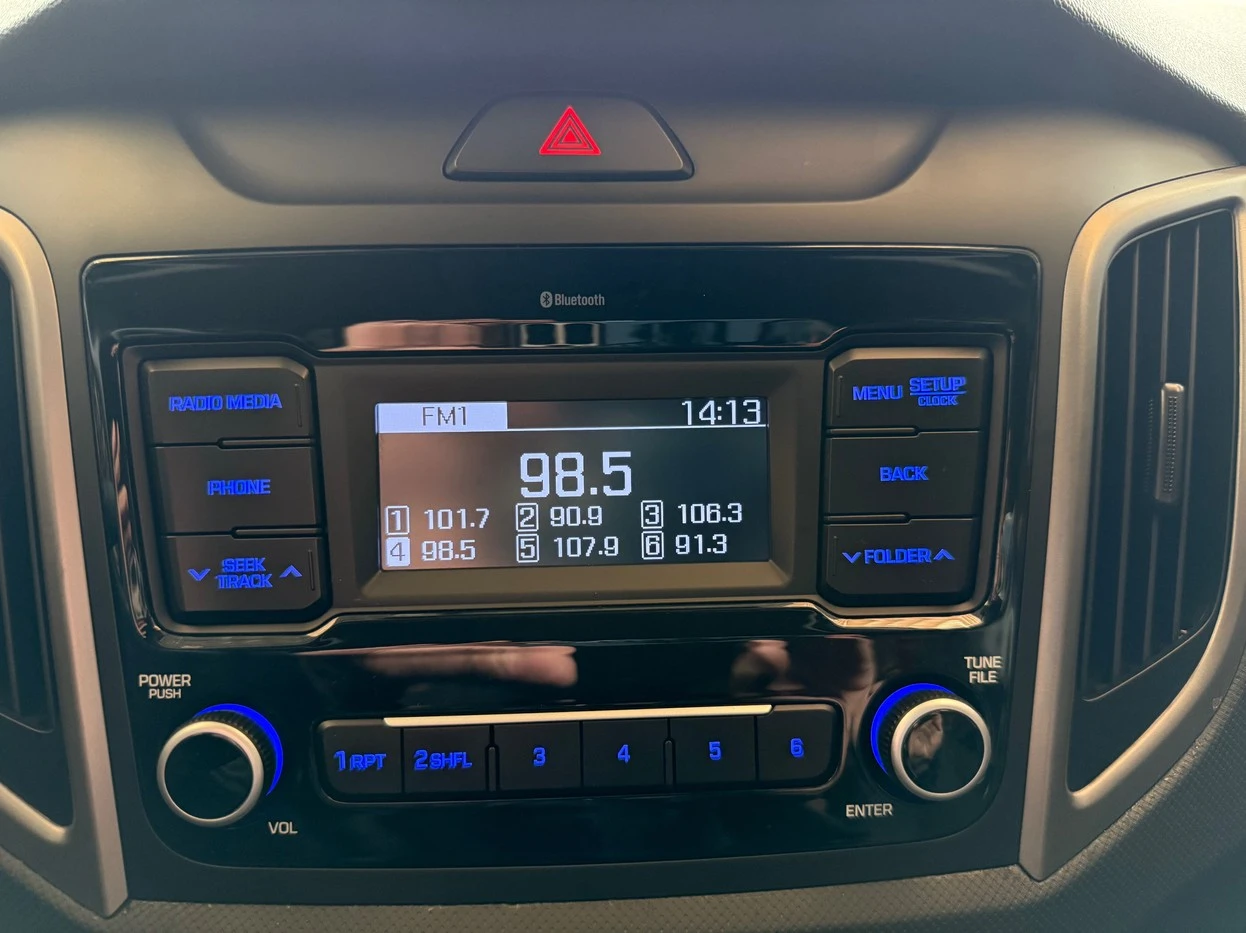 Bluetooth
RADIO MEDIA
PHONE
SEEK
TRACK
FM1 14:13
98.5
1 101.7 2 90.9 3 106.3
4 98.5 5 107.9 6 91.3
MENU SETUP
CLOCK
BACK
FOLDER
POWER
PUSH
VOL
1 RPT 2 SHFL 3 4 5 6
TUNE
FILE
ENTER